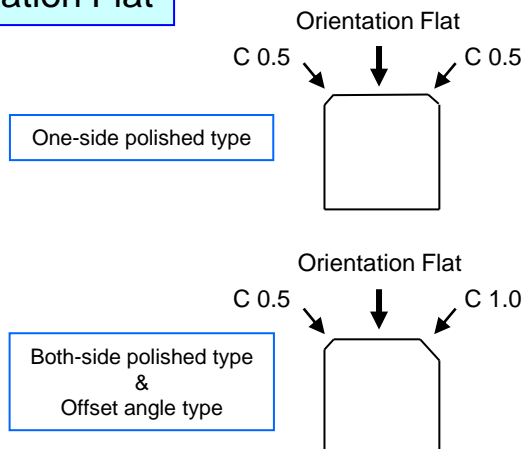 Flat
Orientation Flat
C 0.5
C 0.5
One-side polished type
Orientation Flat
C 0.5
C 1.0
Both-side polished type
&
Offset angle type